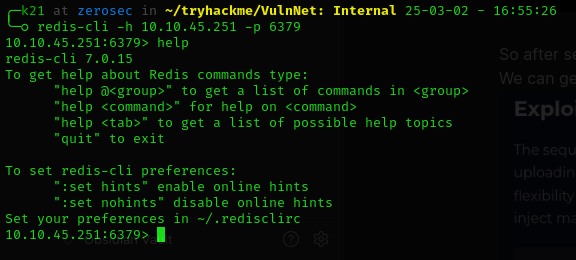 k21 at zerosec in ~/tryhackme/VulnNet: Internal 25-03-02 - 16:55:26
redis-cli -h 10.10.45.251 -p 6379
10.10.45.251:6379> help
redis-cli 7.0.15
To get help about Redis commands type:
"help @<group>" to get a list of commands in <group>
"help <command>" for help on <command>
"help <tab>" to get a list of possible help topics
"quit" to exit
To set redis-cli preferences:
":set hints" enable online hints
":set nohints" disable online hints
Set your preferences in ~/.redisclirc
10.10.45.251:6379>
So after se
We can ge
Explo
The sequ
uploadin
flexibility
inject ma
Obsidian Vault